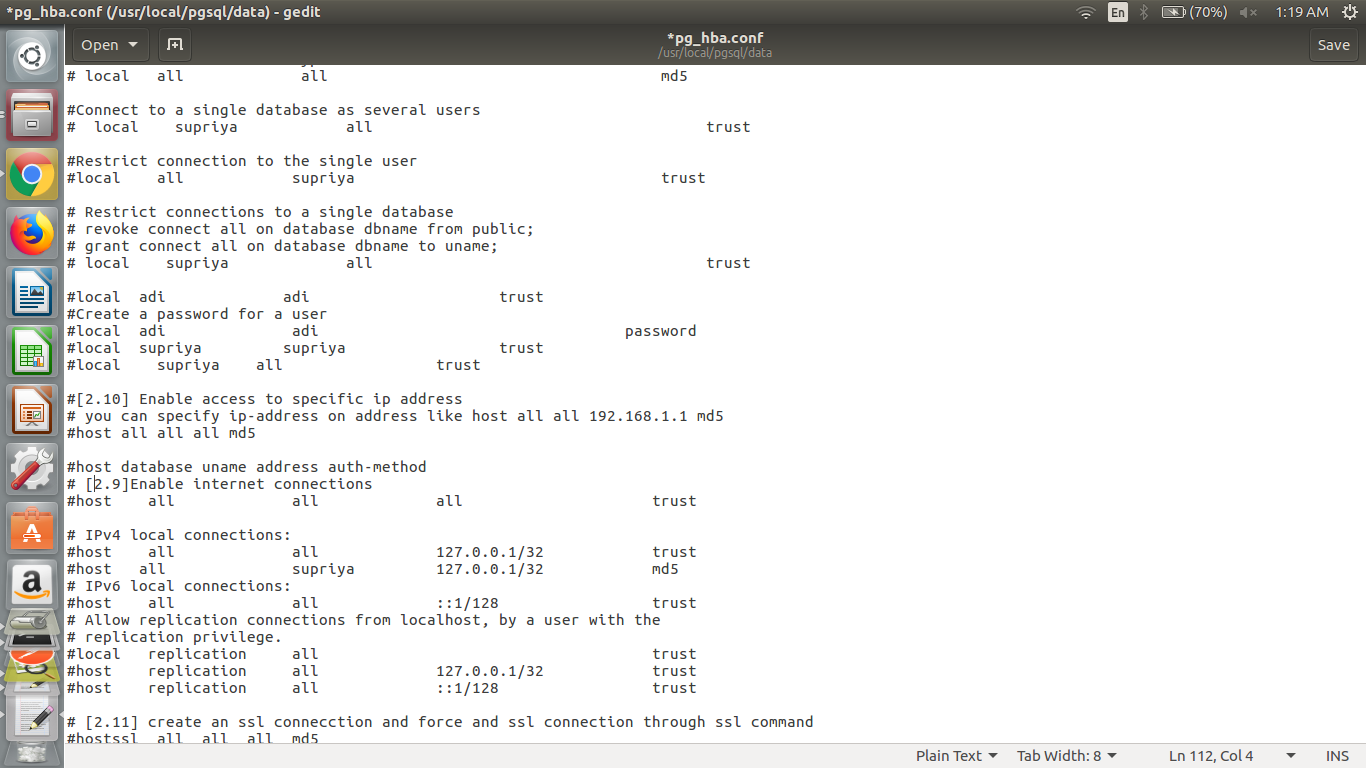 *pg_hba.conf (/usr/local/pgsql/data) - gedit
En
(70%)
1:19 AM
Open
*pg_hba.conf
/usr/local/pgsql/data
Save
# local   all             all                                     md5
#Connect to a single database as several users
#  local    supriya            all                                     trust
#Restrict connection to the single user
#local    all            supriya                                  trust
# Restrict connections to a single database
# revoke connect all on database dbname from public;
# grant connect all on database dbname to uname;
# local    supriya             all                                     trust
#local  adi             adi                     trust
#Create a password for a user
#local  adi              adi                                  password
#local  supriya         supriya                 trust
#local    supriya    all                 trust
#[2.10] Enable access to specific ip address
# you can specify ip-address on address like host all all 192.168.1.1 md5
#host all all all md5
#host database uname address auth-method
# [2.9]Enable internet connections
#host    all             all             all                     trust
# IPv4 local connections:
#host    all             all             127.0.0.1/32            trust
#host   all              supriya         127.0.0.1/32            md5
# IPv6 local connections:
#host    all             all             ::1/128                 trust
# Allow replication connections from localhost, by a user with the
# replication privilege.
#local   replication     all                                     trust
#host    replication     all             127.0.0.1/32            trust
#host    replication     all             ::1/128                 trust
# [2.11] create an ssl connecction and force and ssl connection through ssl command
#hostssl  all  all  all  md5
Plain Text
Tab Width: 8
Ln 112, Col 4
INS